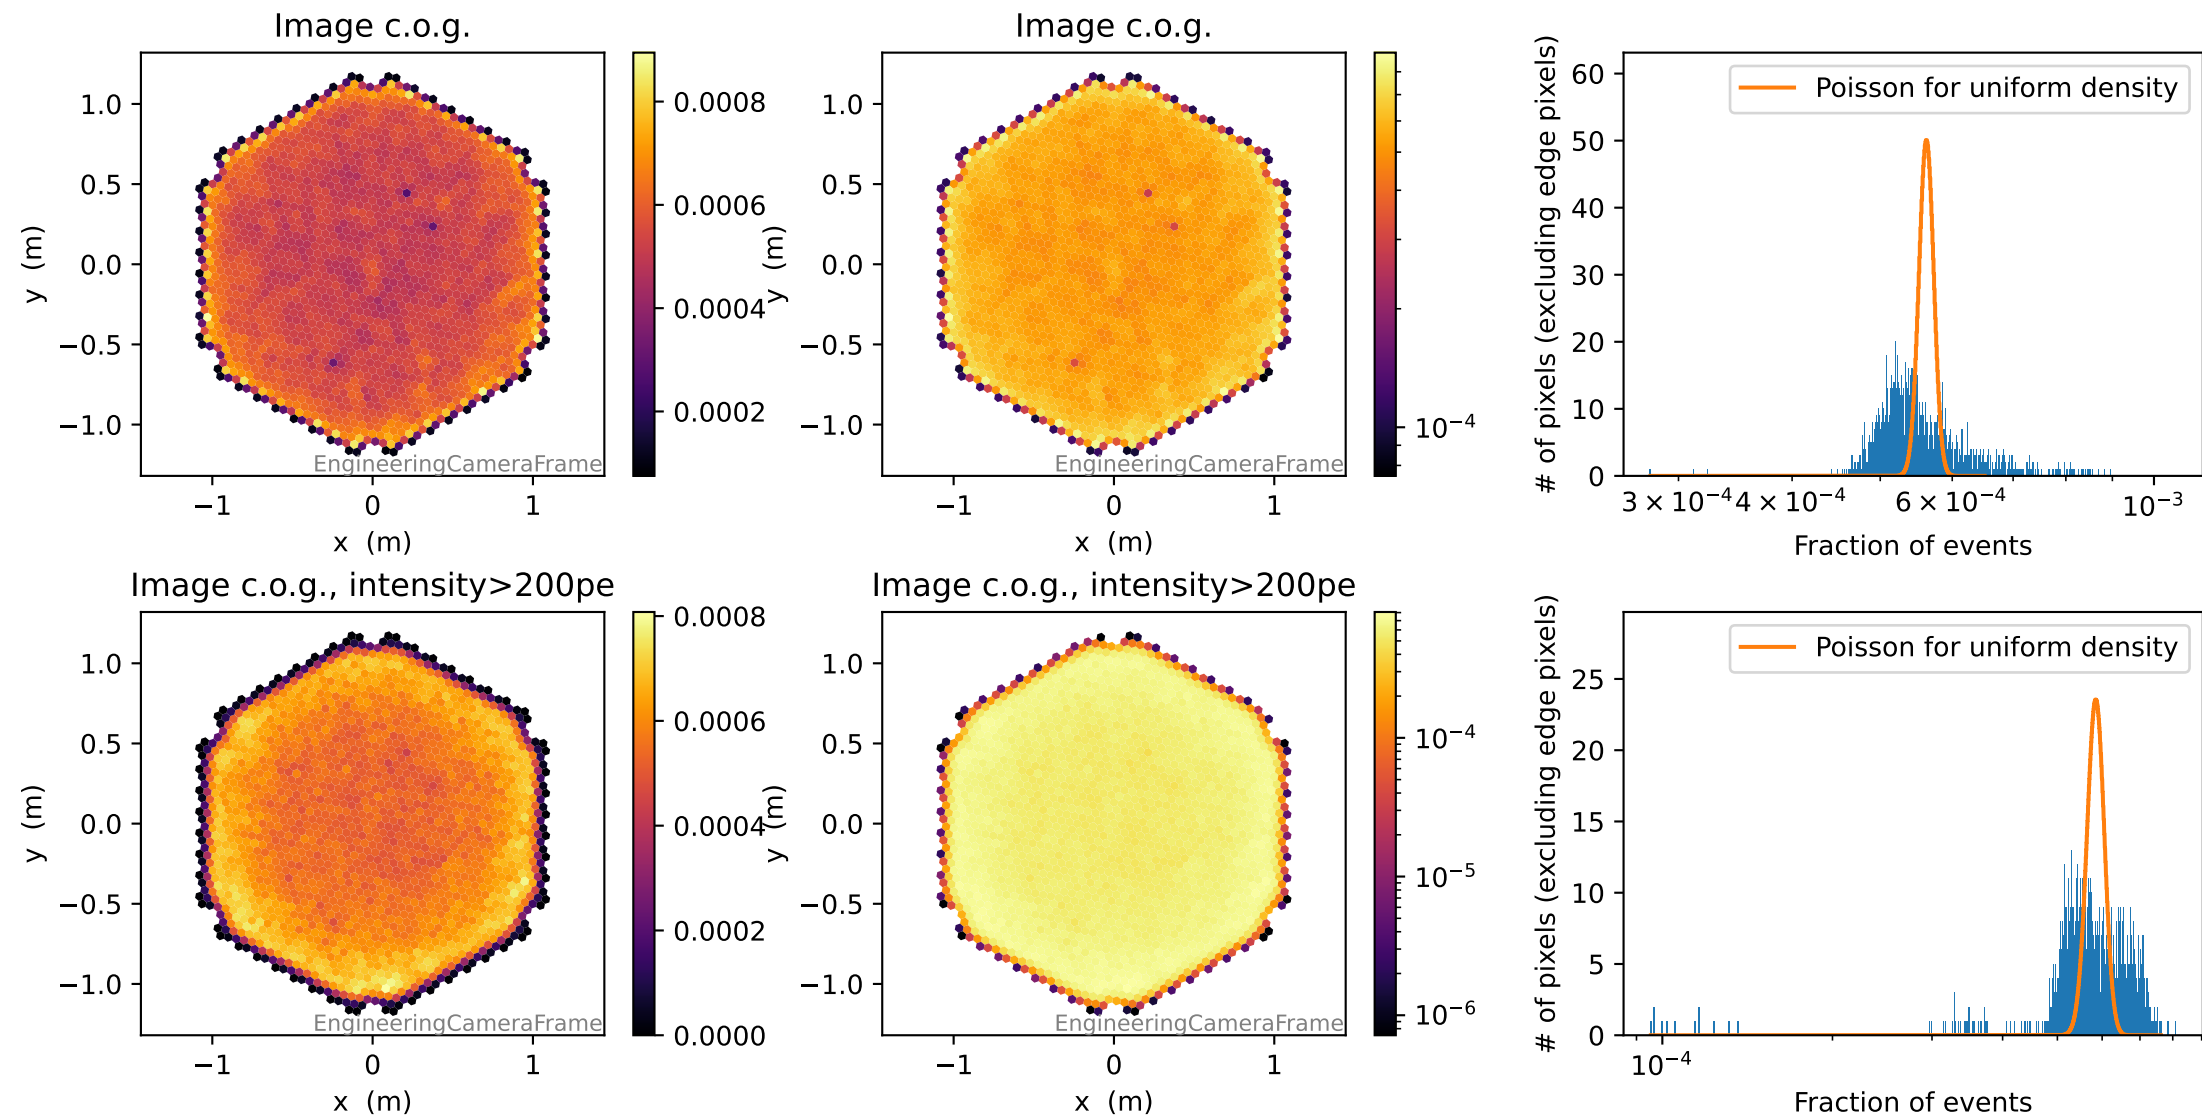 Image c.o.g.
1.0
0.5
0.0
−0.5
−1.0
y (m)
−1
0
1
x (m)
EngineeringCameraFrame
0.0008
0.0006
0.0004
0.0002
Image c.o.g.
1.0
0.5
0.0
−0.5
−1.0
y (m)
−1
0
1
x (m)
EngineeringCameraFrame
10⁻⁴
# of pixels (excluding edge pixels)
60
50
40
30
20
10
0
Poisson for uniform density
3 × 10⁻⁴
4 × 10⁻⁴
6 × 10⁻⁴
10⁻³
Fraction of events
Image c.o.g., intensity>200pe
1.0
0.5
0.0
−0.5
−1.0
y (m)
−1
0
1
x (m)
EngineeringCameraFrame
0.0008
0.0006
0.0004
0.0002
0.0000
Image c.o.g., intensity>200pe
1.0
0.5
0.0
−0.5
−1.0
y (m)
−1
0
1
x (m)
EngineeringCameraFrame
10⁻⁴
10⁻⁵
10⁻⁶
# of pixels (excluding edge pixels)
25
20
15
10
5
0
Poisson for uniform density
10⁻⁴
Fraction of events